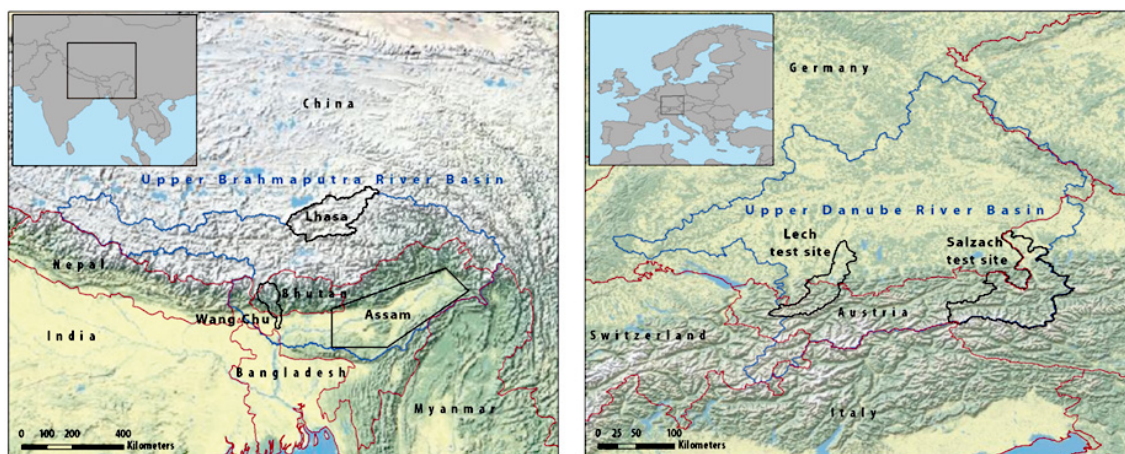 China
Upper Brahmaputra River Basin
Lhasa
Nepal
Bhutan
Wang Chu
Assam
India
Bangladesh
Myanmar
0 100 200 400
Kilometers
Germany
Upper Danube River Basin
Lech
test site
Salzach
test site
Austria
Switzerland
Italy
0 25 50 100
Kilometers